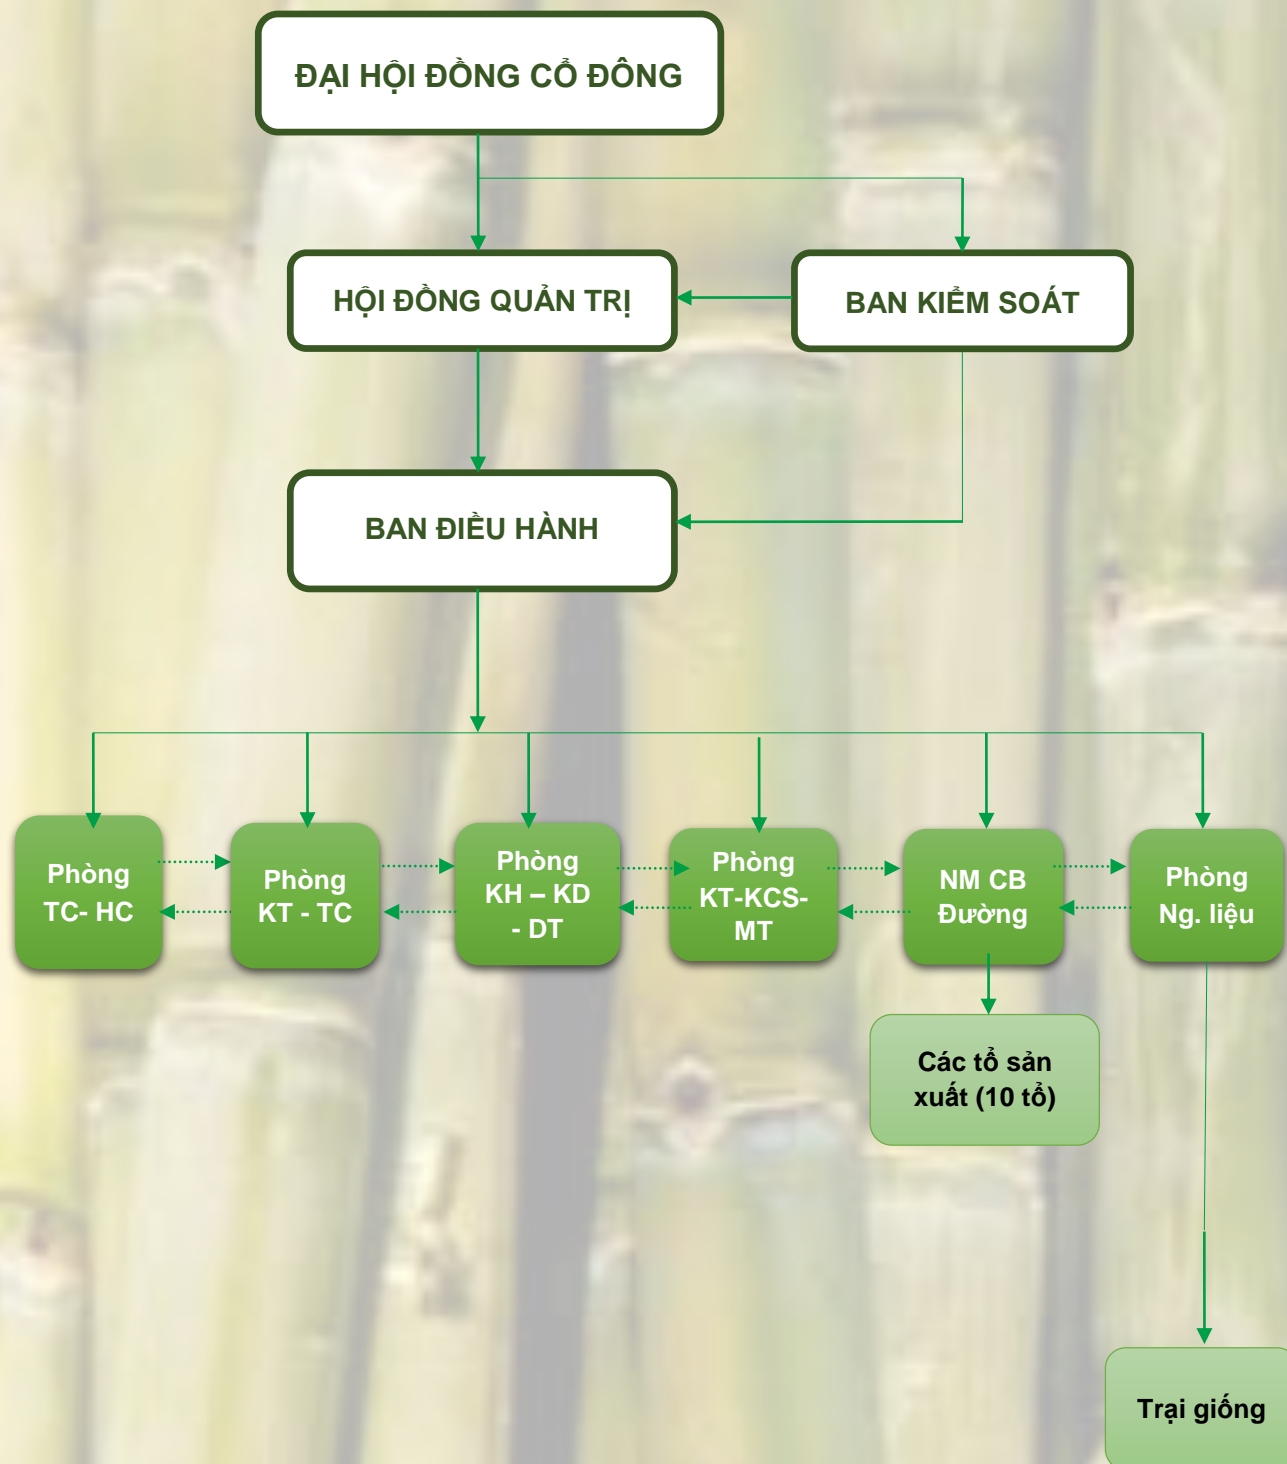 ĐẠI HỘI ĐỒNG CỔ ĐÔNG
HỘI ĐỒNG QUẢN TRỊ
BAN KIỂM SOÁT
BAN ĐIỀU HÀNH
Phòng
TC- HC
Phòng
KT - TC
Phòng
KH – KD
- DT
Phòng
KT-KCS-
MT
NM CB
Đường
Phòng
Ng. liệu
Các tổ sản
xuất (10 tổ)
Trại giống